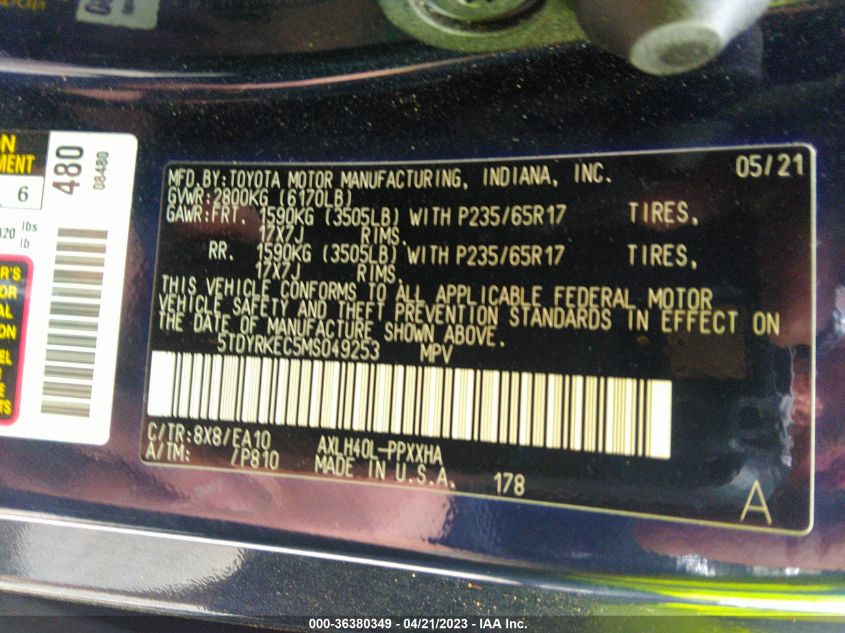 MFD.BY:TOYOTA MOTOR MANUFACTURING, INDIANA, INC. 05/21
GVWR:2800KG (6170LB)
GAWR:FRT. 1590KG (3505LB) WITH P235/65R17 TIRES,
17X7J RIMS.
RR. 1590KG (3505LB) WITH P235/65R17 TIRES,
17X7J RIMS.
THIS VEHICLE CONFORMS TO ALL APPLICABLE FEDERAL MOTOR
VEHICLE SAFETY AND THEFT PREVENTION STANDARDS IN EFFECT ON
THE DATE OF MANUFACTURE SHOWN ABOVE.
5TDYRKEC5MS049253 MPV
C/TR:8X8/EA10 AXLH40L-PPXXHA
A/TM: /P810 MADE IN U.S.A. 178
A
480
08480
6
lbs
lb
000-36380349 - 04/21/2023 - IAA Inc.